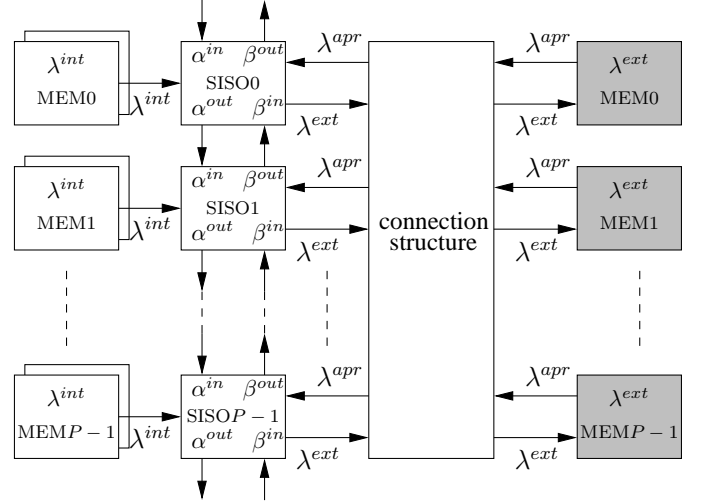 λ^{apr} λ^{apr}
λ^{int} α^{in} β^{out} λ^{ext}
MEM0 λ^{int} SISO0 MEM0
α^{out} β^{in} λ^{ext} λ^{ext}
λ^{apr} λ^{apr}
λ^{int} α^{in} β^{out} λ^{ext}
MEM1 λ^{int} SISO1 MEM1
α^{out} β^{in} λ^{ext} λ^{ext}
connection
structure
λ^{apr} λ^{apr}
λ^{int} α^{in} β^{out} λ^{ext}
MEMP − 1 λ^{int} SISOP − 1 MEMP − 1
α^{out} β^{in} λ^{ext} λ^{ext}